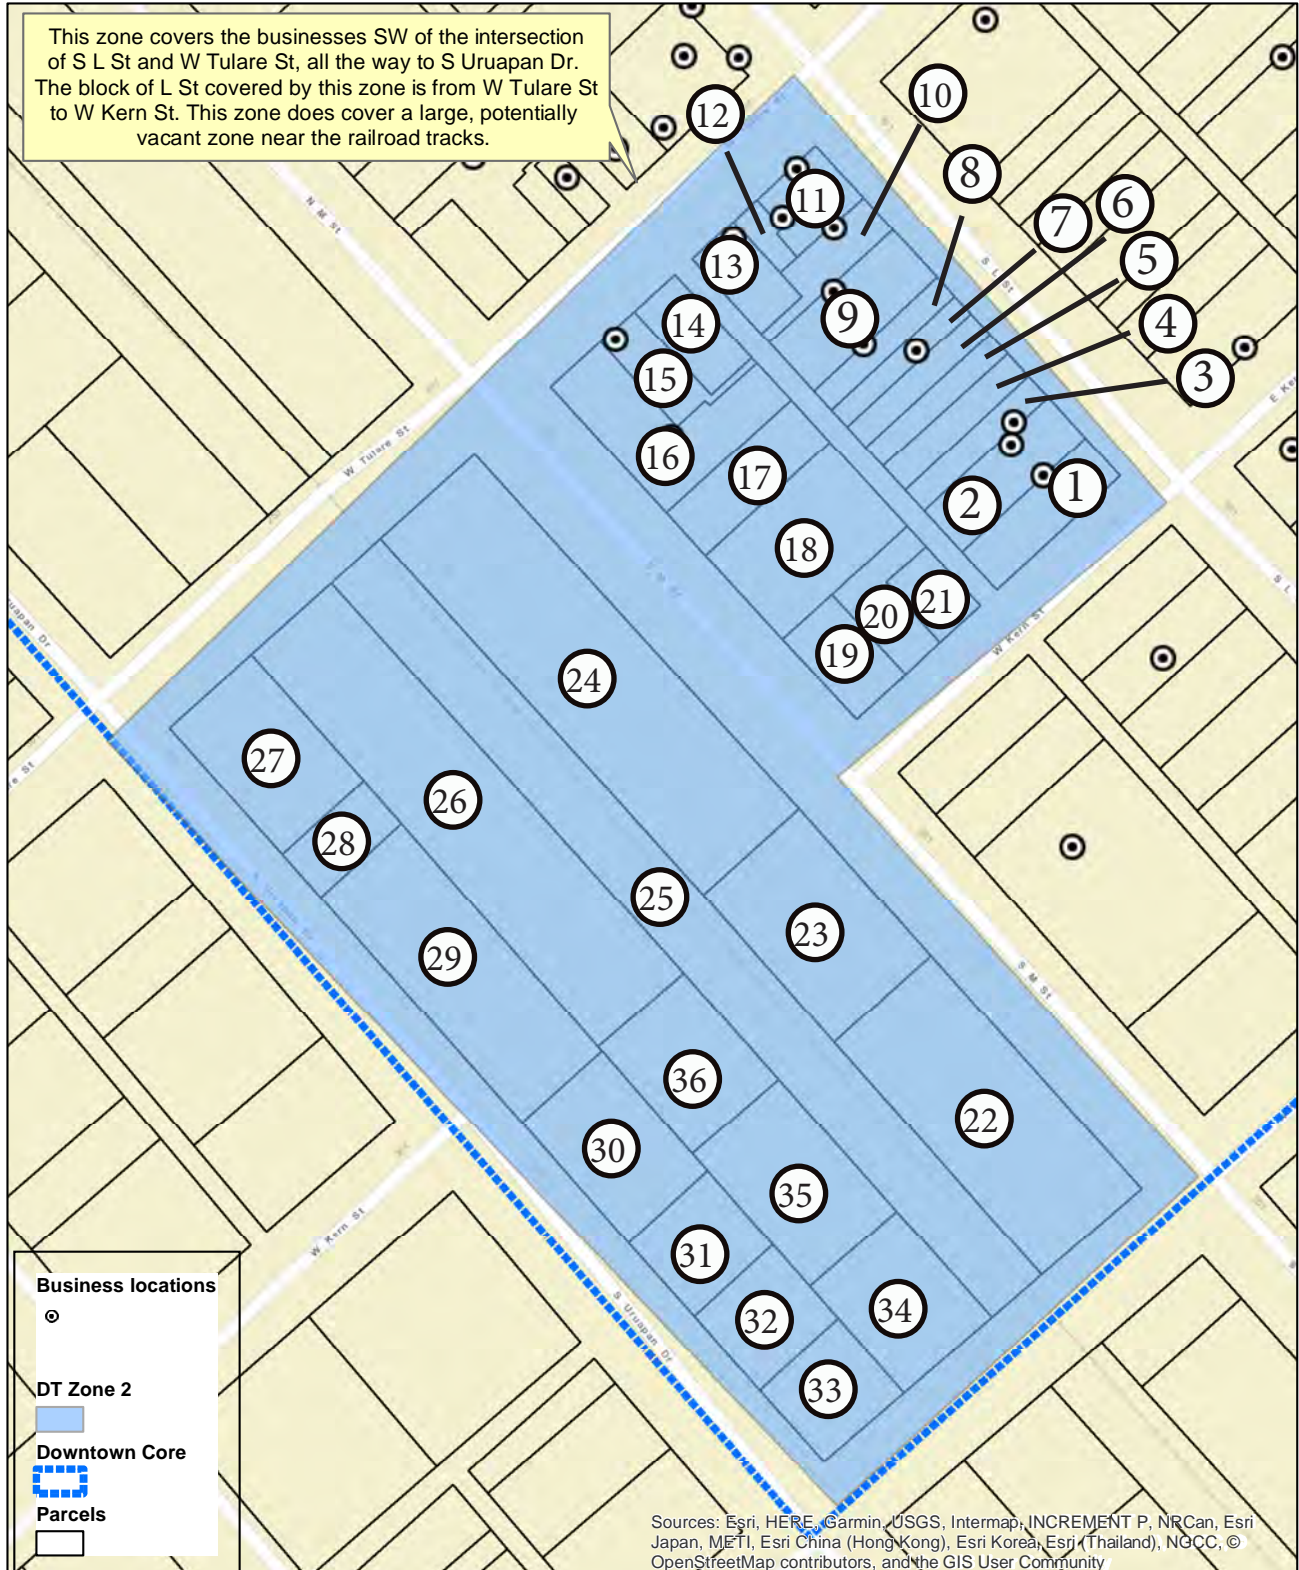 This zone covers the businesses SW of the intersection
of S L St and W Tulare St, all the way to S Uruapan Dr.
The block of L St covered by this zone is from W Tulare St
to W Kern St. This zone does cover a large, potentially
vacant zone near the railroad tracks.
12
10
8
7
6
5
4
3
11
13
9
14
15
16
17
2
1
18
21
20
19
24
27
26
28
25
23
29
36
22
30
35
31
34
32
33
N M St
S L St
E Ke
W Tulare St
S L
W Kern St
uapan Dr
re St
S M St
W Kern St
S Uruapan Dr
Business locations
DT Zone 2
Downtown Core
Parcels
Sources: Esri, HERE, Garmin, USGS, Intermap, INCREMENT P, NRCan, Esri
Japan, METI, Esri China (Hong Kong), Esri Korea, Esri (Thailand), NGCC, ©
OpenStreetMap contributors, and the GIS User Community